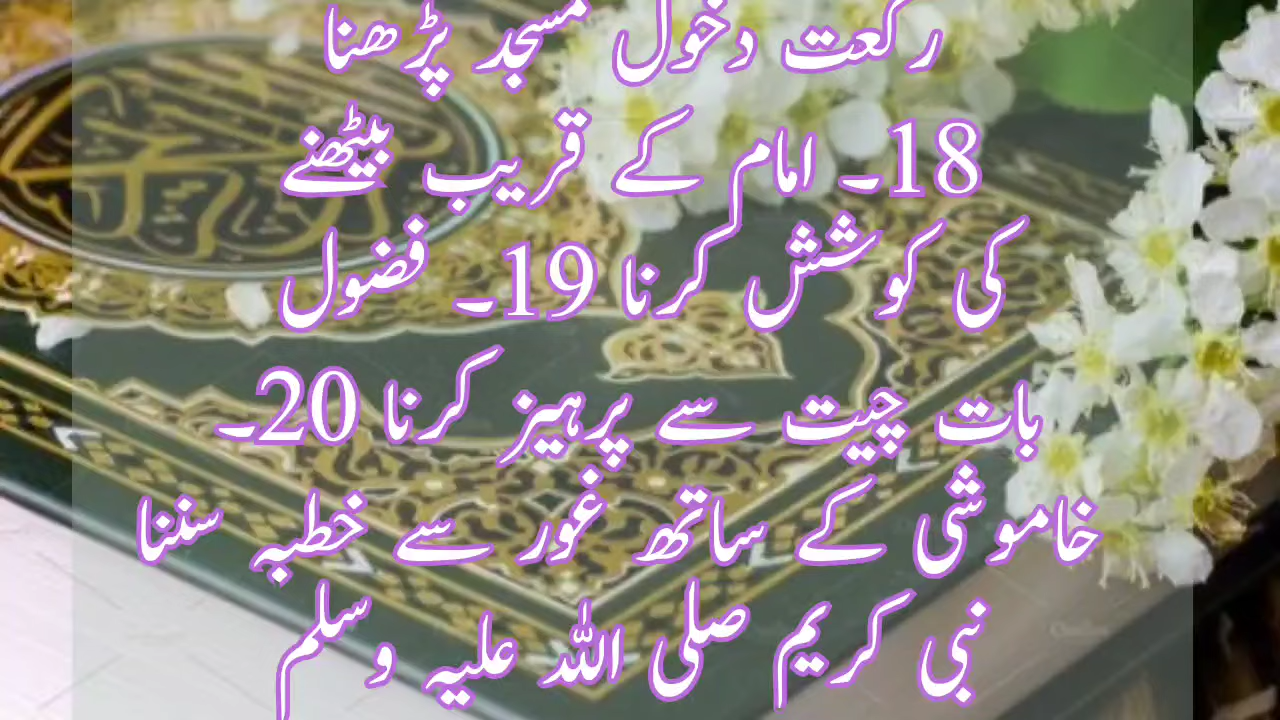 رکعت دخول مسجد پڑھنا
18۔ امام کے قریب بیٹھنے
کی کوشش کرنا 19۔ فضول
بات چیت سے پرہیز کرنا 20۔
خاموشی کے ساتھ غور سے خطبہ سننا
نبی کریم صلی اللہ علیہ وسلم